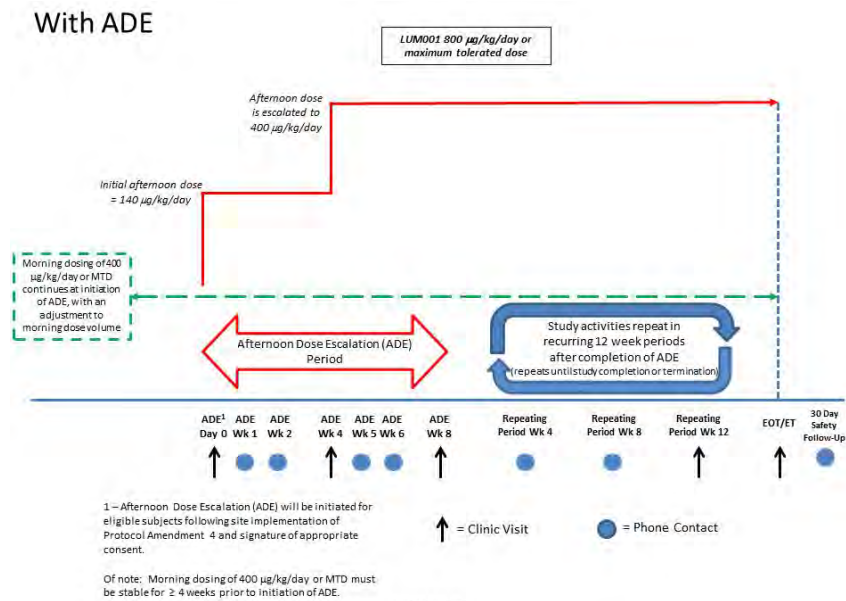 With ADE
LUM001 800 µg/kg/day or
maximum tolerated dose
Afternoon dose
is escalated to
400 µg/kg/day
Initial afternoon dose
= 140 µg/kg/day
Morning dosing of 400
µg/kg/day or MTD
continues at initiation
of ADE, with an
adjustment to
morning dose volume
Afternoon Dose Escalation (ADE)
Period
Study activities repeat in
recurring 12 week periods
after completion of ADE
(repeats until study completion or termination)
ADE¹
Day 0
ADE
Wk 1
ADE
Wk 2
ADE
Wk 4
ADE
Wk 5
ADE
Wk 6
ADE
Wk 8
Repeating
Period Wk 4
Repeating
Period Wk 8
Repeating
Period Wk 12
EOT/ET
30 Day
Safety
Follow-Up
1 – Afternoon Dose Escalation (ADE) will be initiated for
eligible subjects following site implementation of
Protocol Amendment 4 and signature of appropriate
consent.
= Clinic Visit
= Phone Contact
Of note: Morning dosing of 400 µg/kg/day or MTD must
be stable for ≥ 4 weeks prior to initiation of ADE.